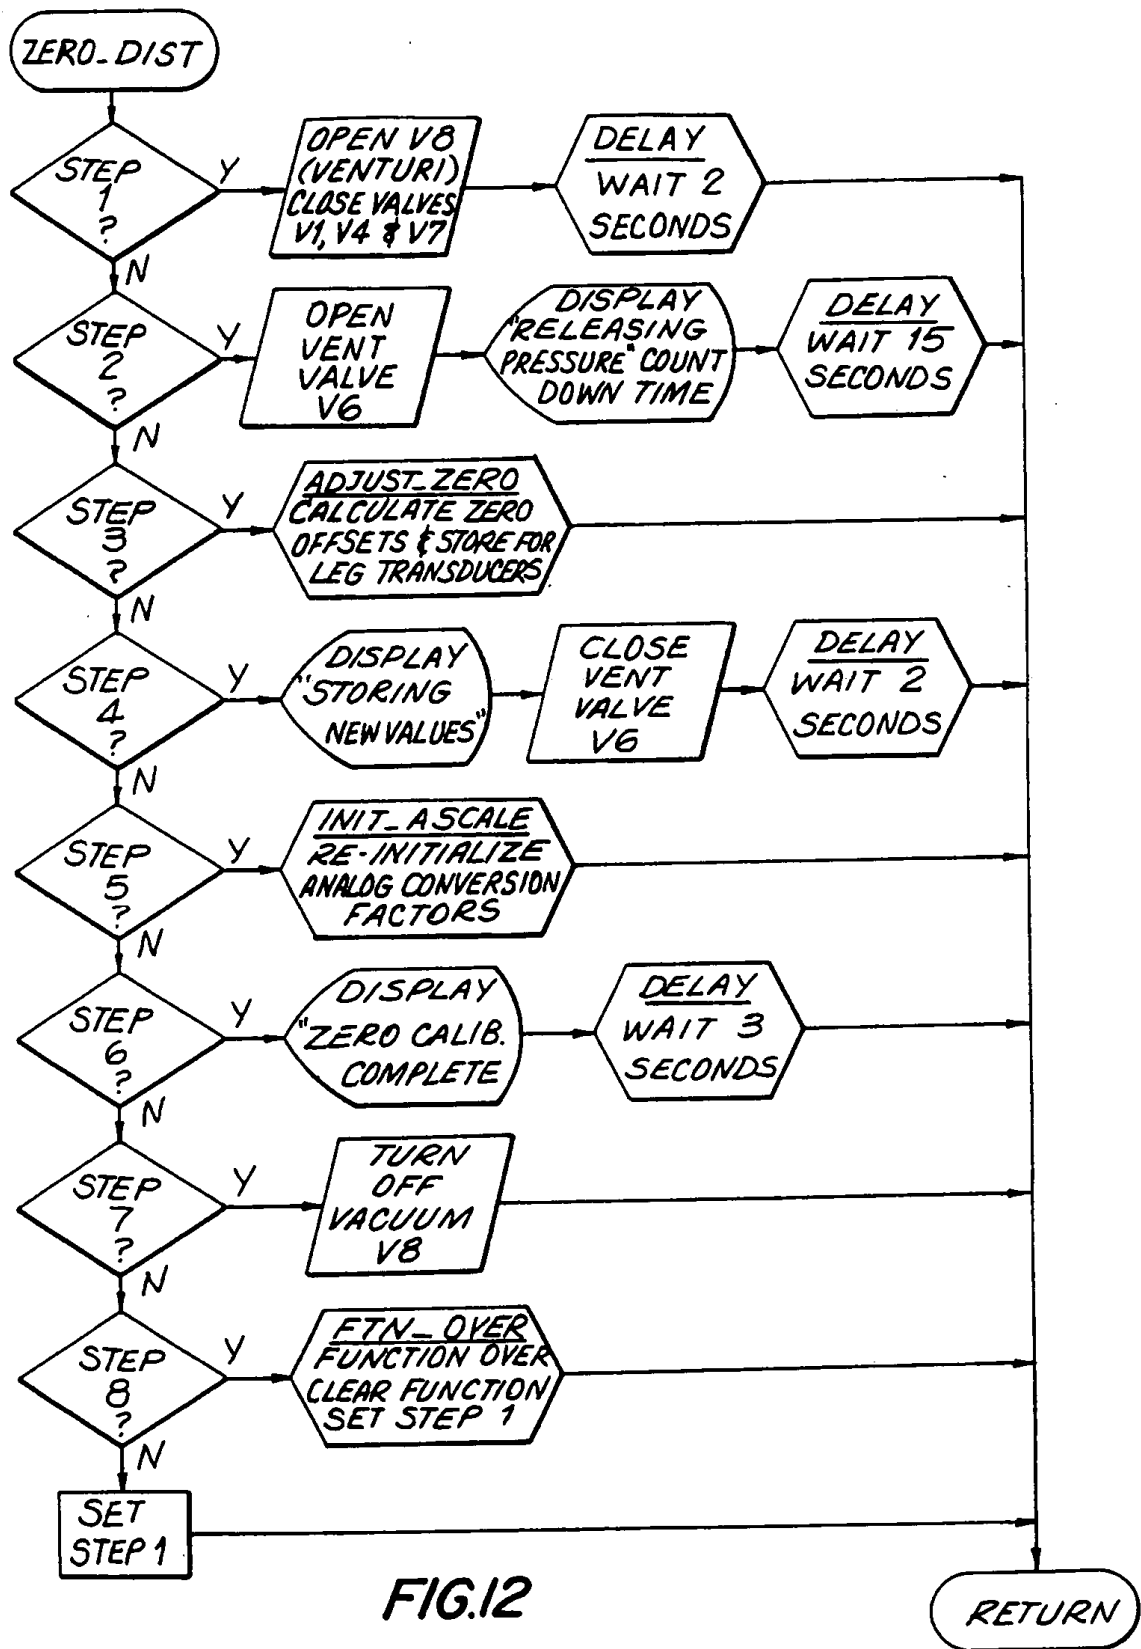 ZERO_DIST
STEP
1
?
Y
OPEN V8
(VENTURI)
CLOSE VALVES
V1, V4 & V7
DELAY
WAIT 2
SECONDS
N
STEP
2
?
Y
OPEN
VENT
VALVE
V6
DISPLAY
"RELEASING
PRESSURE" COUNT
DOWN TIME
DELAY
WAIT 15
SECONDS
N
STEP
3
?
Y
ADJUST_ZERO
CALCULATE ZERO
OFFSETS & STORE FOR
LEG TRANSDUCERS
N
STEP
4
?
Y
DISPLAY
"STORING
NEW VALUES"
CLOSE
VENT
VALVE
V6
DELAY
WAIT 2
SECONDS
N
STEP
5
?
Y
INIT_ASCALE
RE-INITIALIZE
ANALOG CONVERSION
FACTORS
N
STEP
6
?
Y
DISPLAY
"ZERO CALIB.
COMPLETE
DELAY
WAIT 3
SECONDS
N
STEP
7
?
Y
TURN
OFF
VACUUM
V8
N
STEP
8
?
Y
FTN_OVER
FUNCTION OVER
CLEAR FUNCTION
SET STEP 1
N
SET
STEP 1
RETURN
FIG.12